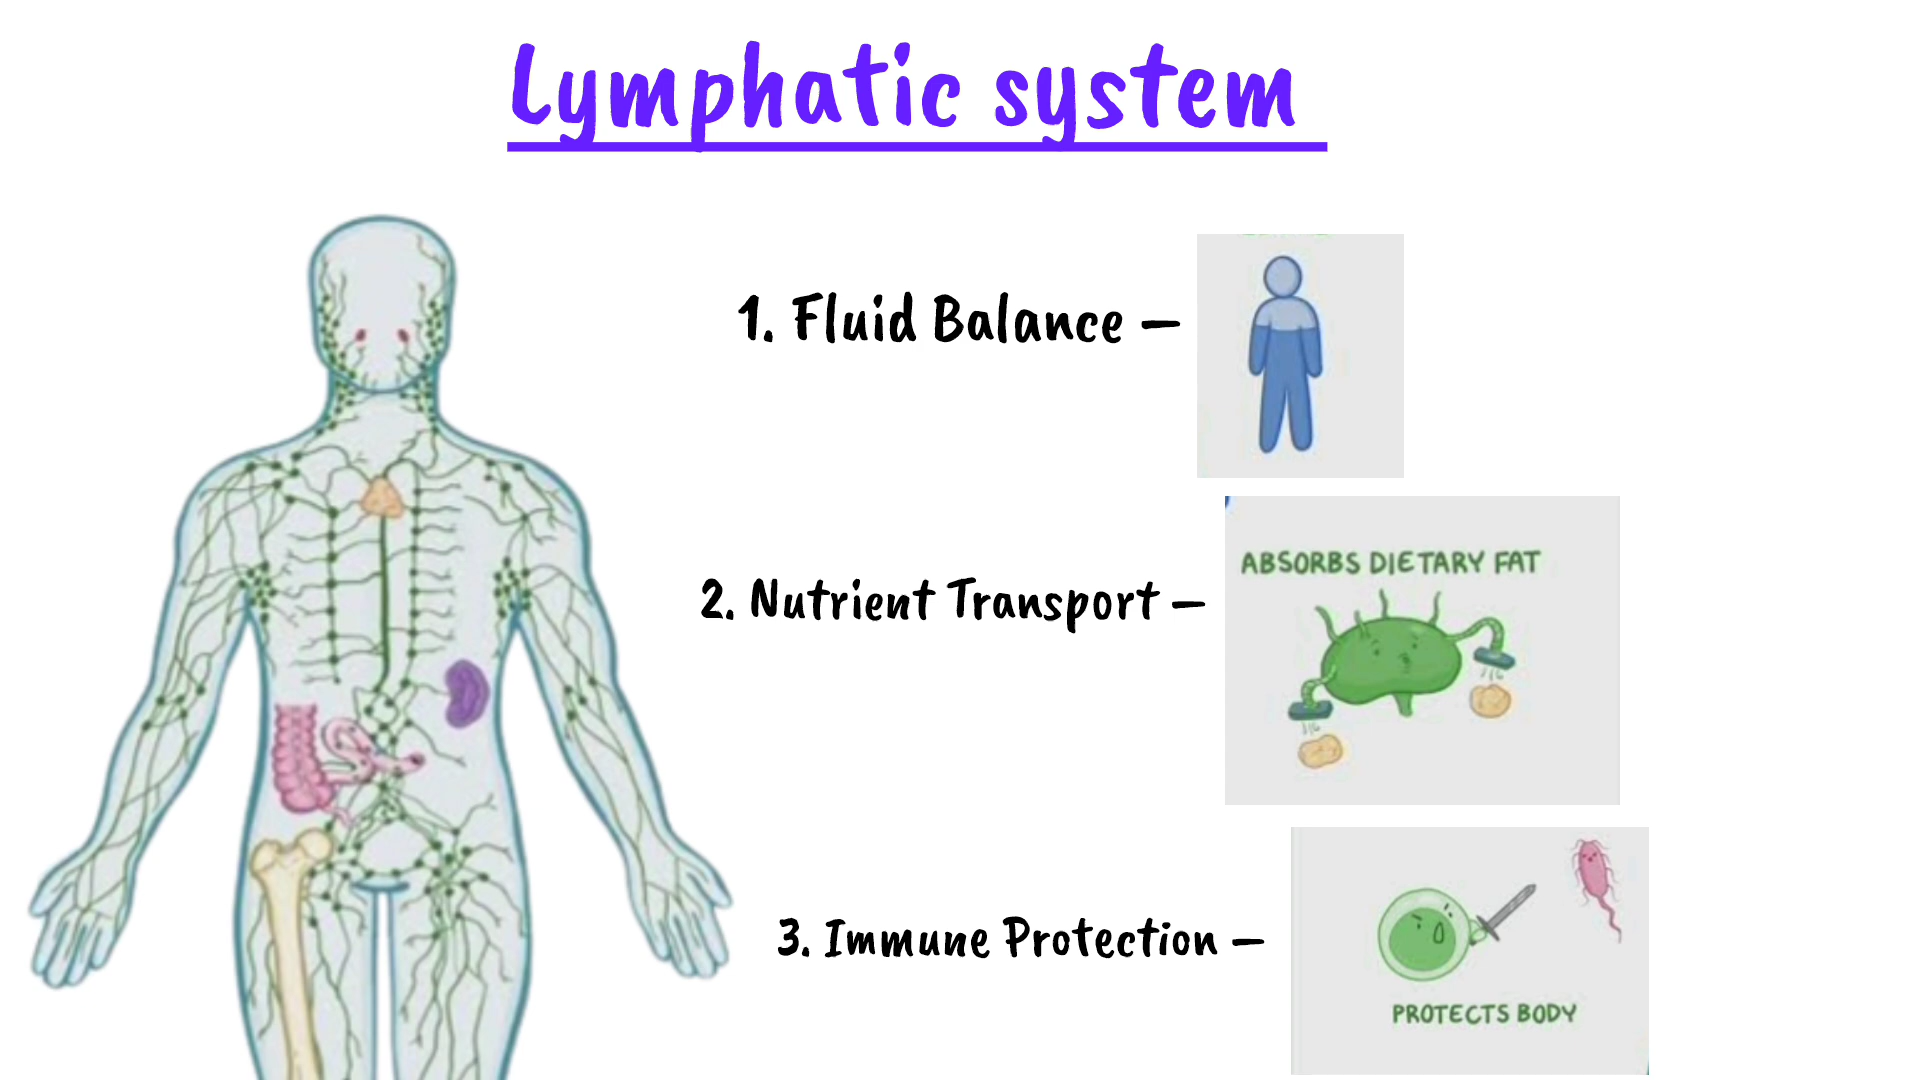 Lymphatic system
1. Fluid Balance –
2. Nutrient Transport –
ABSORBS DIETARY FAT
3. Immune Protection –
PROTECTS BODY